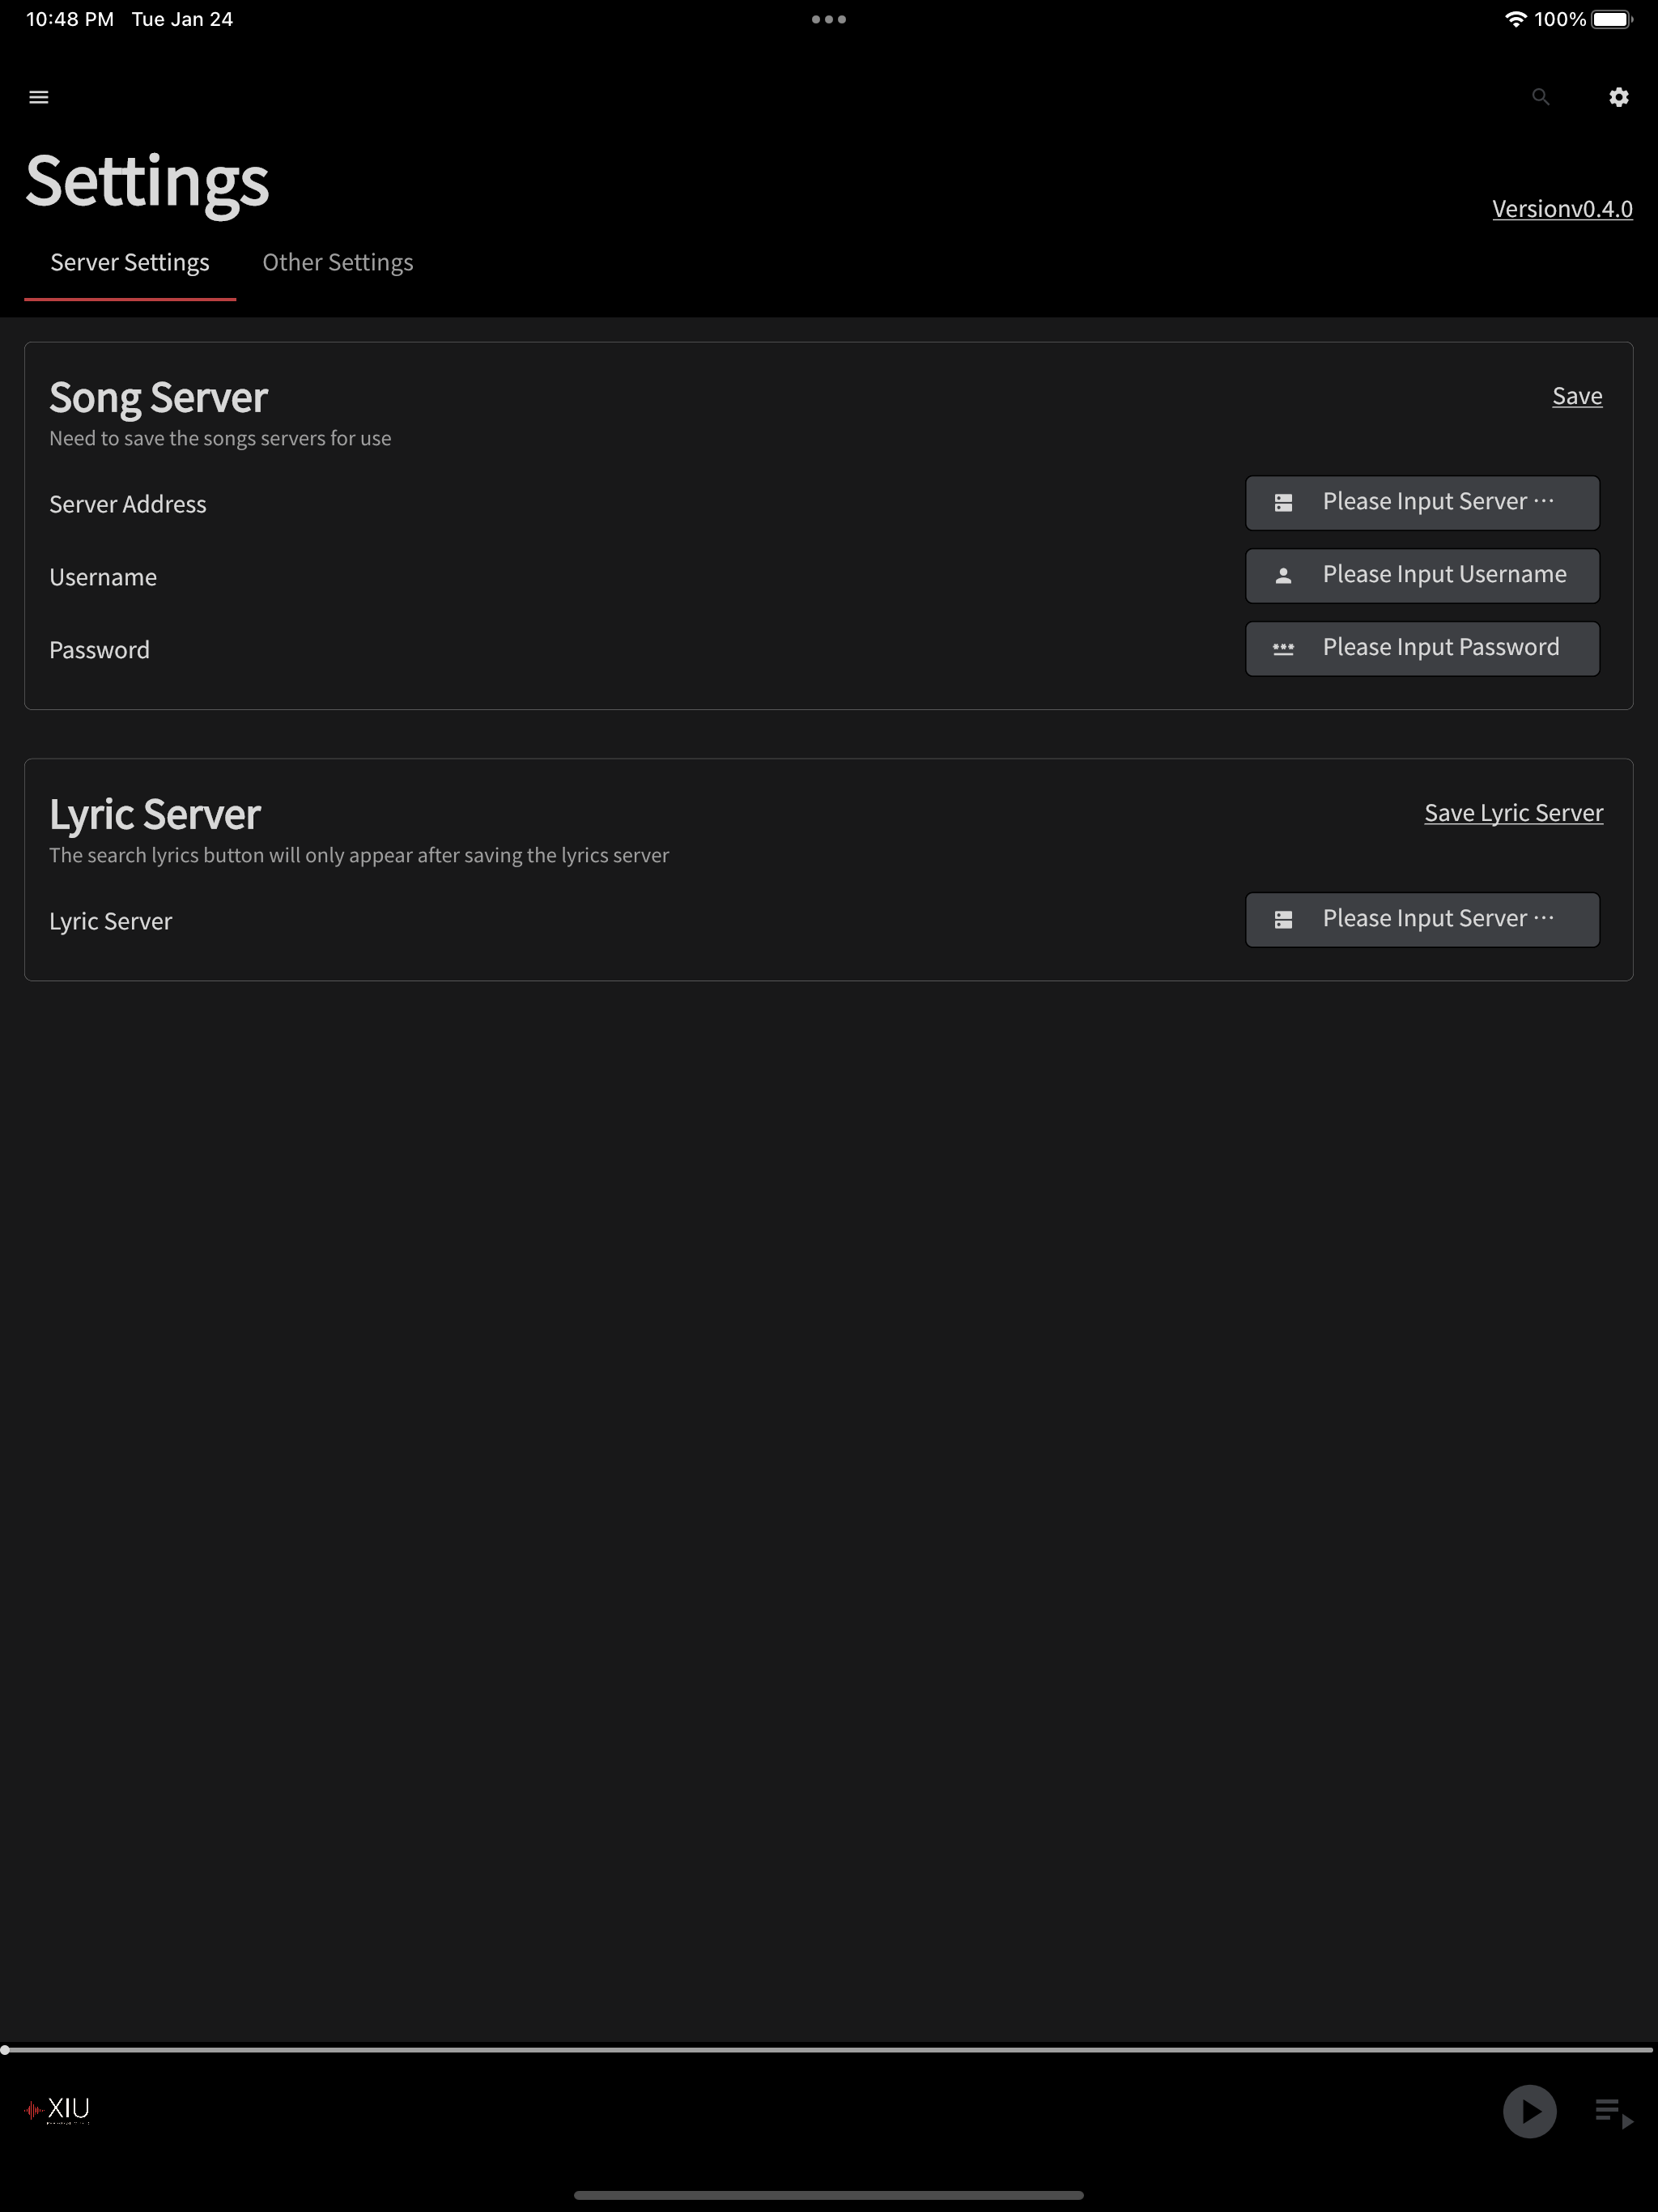 10:48 PM Tue Jan 24
100%
Settings
Versionv0.4.0
Server Settings
Other Settings
Song Server
Save
Need to save the songs servers for use
Server Address
Please Input Server ···
Username
Please Input Username
Password
Please Input Password
Lyric Server
Save Lyric Server
The search lyrics button will only appear after saving the lyrics server
Lyric Server
Please Input Server ···
XIU